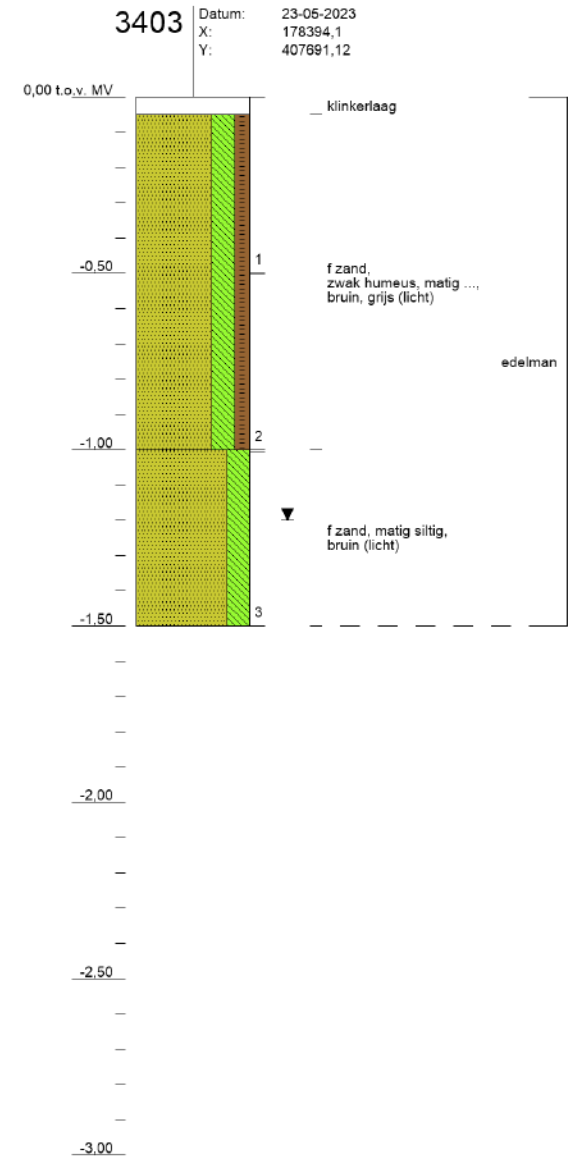 3403
Datum: 23-05-2023
X: 178394,1
Y: 407691,12
0,00 t.o.v. MV
klinkerlaag
-0,50
1
f zand,
zwak humeus, matig ...,
bruin, grijs (licht)
edelman
-1,00
2
f zand, matig siltig,
bruin (licht)
-1,50
3
-2,00
-2,50
-3,00